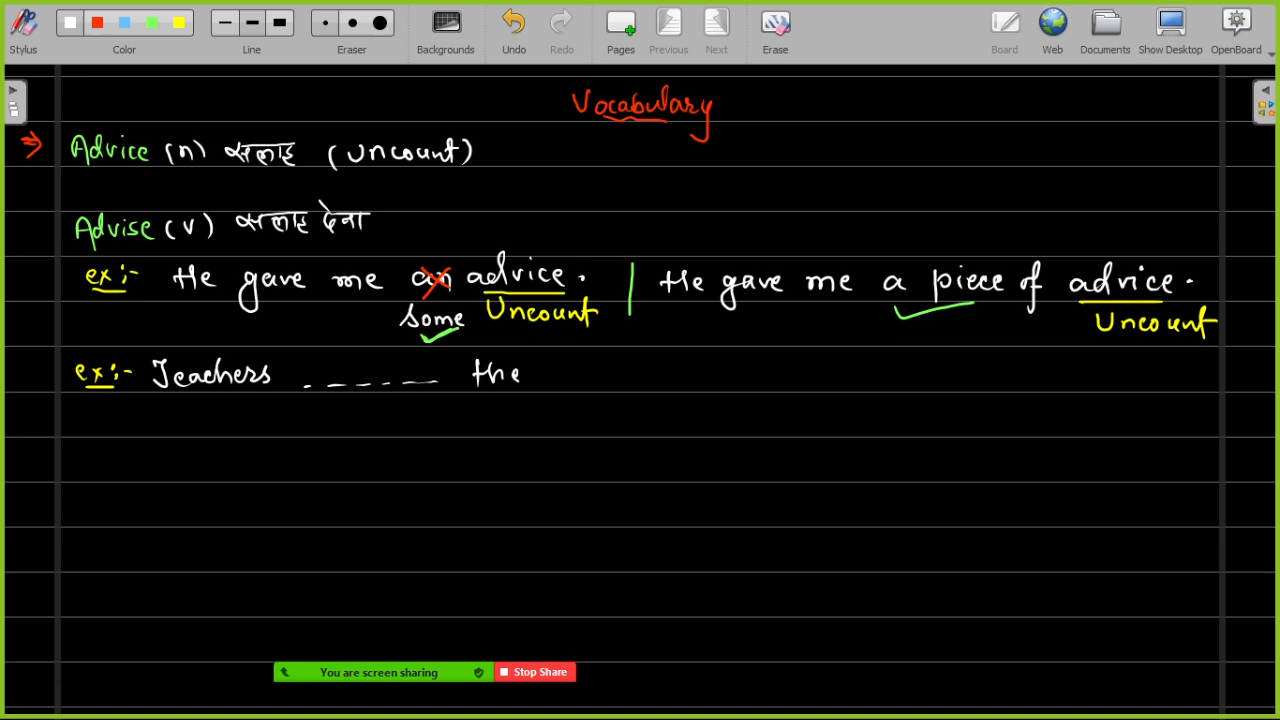 Stylus Color Line Eraser Backgrounds Undo Redo Pages Previous Next Erase Board Web Documents Show Desktop OpenBoard
Vocabulary
⇒ Advice (n) सलाह (Uncount)
Advise (v) सलाह देना
ex:- He gave me an advice. | He gave me a piece of advice.
some Uncount Uncount
ex:- Teachers ------- the
You are screen sharing Stop Share